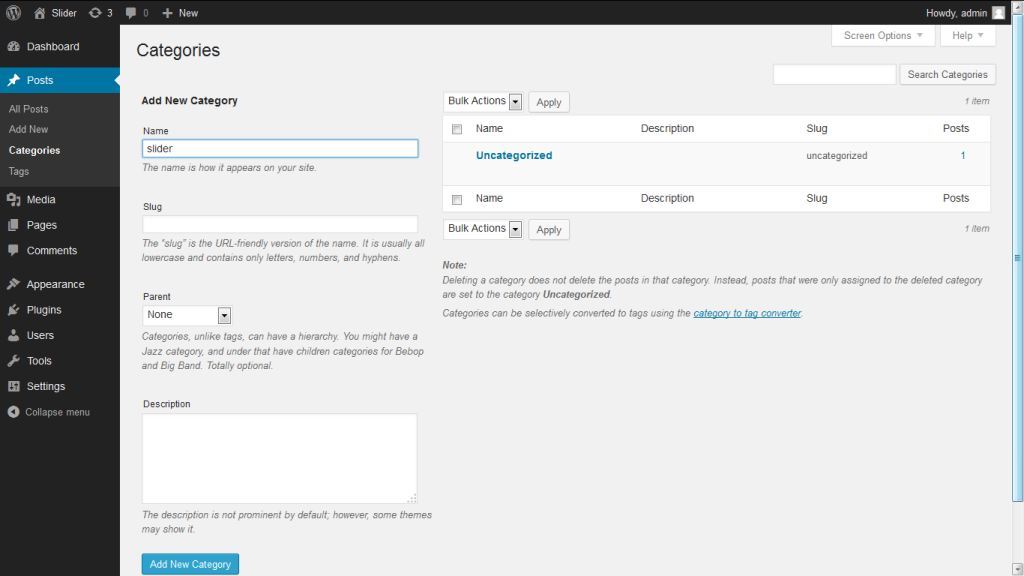 Slider 3 0 New Howdy, admin
Screen Options Help
Categories
Search Categories
Dashboard
Posts
All Posts
Add New
Categories
Tags
Media
Pages
Comments
Appearance
Plugins
Users
Tools
Settings
Collapse menu
Add New Category
Name
slider
The name is how it appears on your site.
Slug
The "slug" is the URL-friendly version of the name. It is usually all
lowercase and contains only letters, numbers, and hyphens.
Parent
None
Categories, unlike tags, can have a hierarchy. You might have a
Jazz category, and under that have children categories for Bebop
and Big Band. Totally optional.
Description
The description is not prominent by default; however, some themes
may show it.
Add New Category
Bulk Actions Apply 1 item
Name Description Slug Posts
Uncategorized uncategorized 1
Name Description Slug Posts
Bulk Actions Apply 1 item
Note:
Deleting a category does not delete the posts in that category. Instead, posts that were only assigned to the deleted category
are set to the category Uncategorized.
Categories can be selectively converted to tags using the category to tag converter.